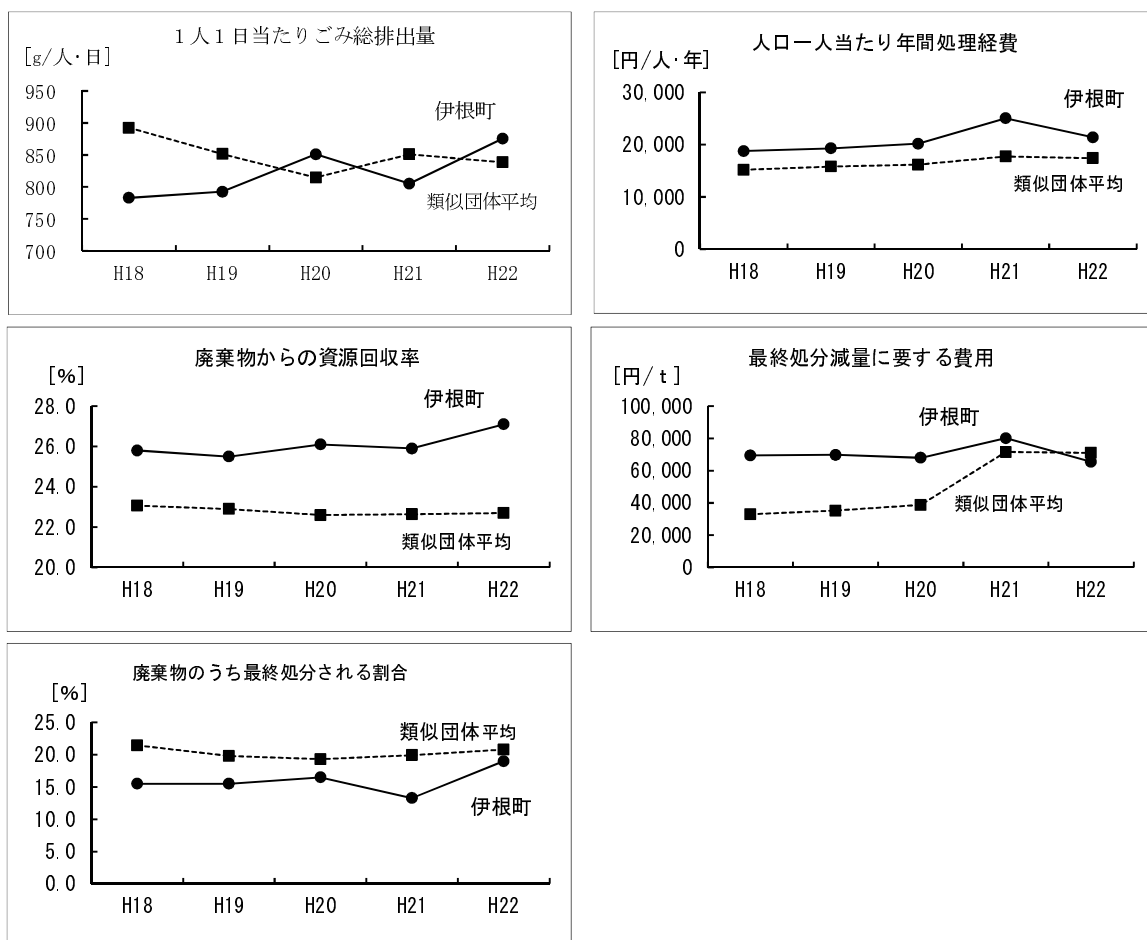 1人1日当たりごみ総排出量
[g/人・日]
950
900
850
800
750
700
伊根町
類似団体平均
H18 H19 H20 H21 H22
人口一人当たり年間処理経費
[円/人・年]
30,000
20,000
10,000
0
伊根町
類似団体平均
H18 H19 H20 H21 H22
廃棄物からの資源回収率
[%]
28.0
26.0
24.0
22.0
20.0
伊根町
類似団体平均
H18 H19 H20 H21 H22
最終処分減量に要する費用
[円/ｔ]
100,000
80,000
60,000
40,000
20,000
0
伊根町
類似団体平均
H18 H19 H20 H21 H22
廃棄物のうち最終処分される割合
[%]
25.0
20.0
15.0
10.0
5.0
0.0
類似団体平均
伊根町
H18 H19 H20 H21 H22